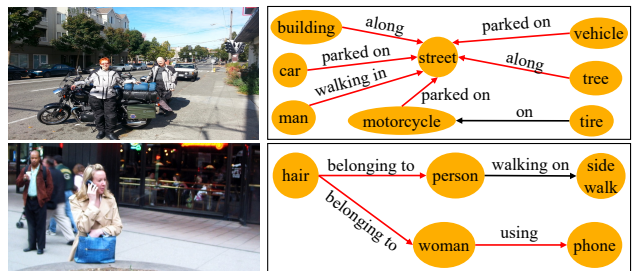 building
along
parked on
vehicle
car
parked on
street
along
tree
walking in
man
parked on
motorcycle
on
tire
hair
belonging to
person
walking on
side
walk
belonging to
woman
using
phone